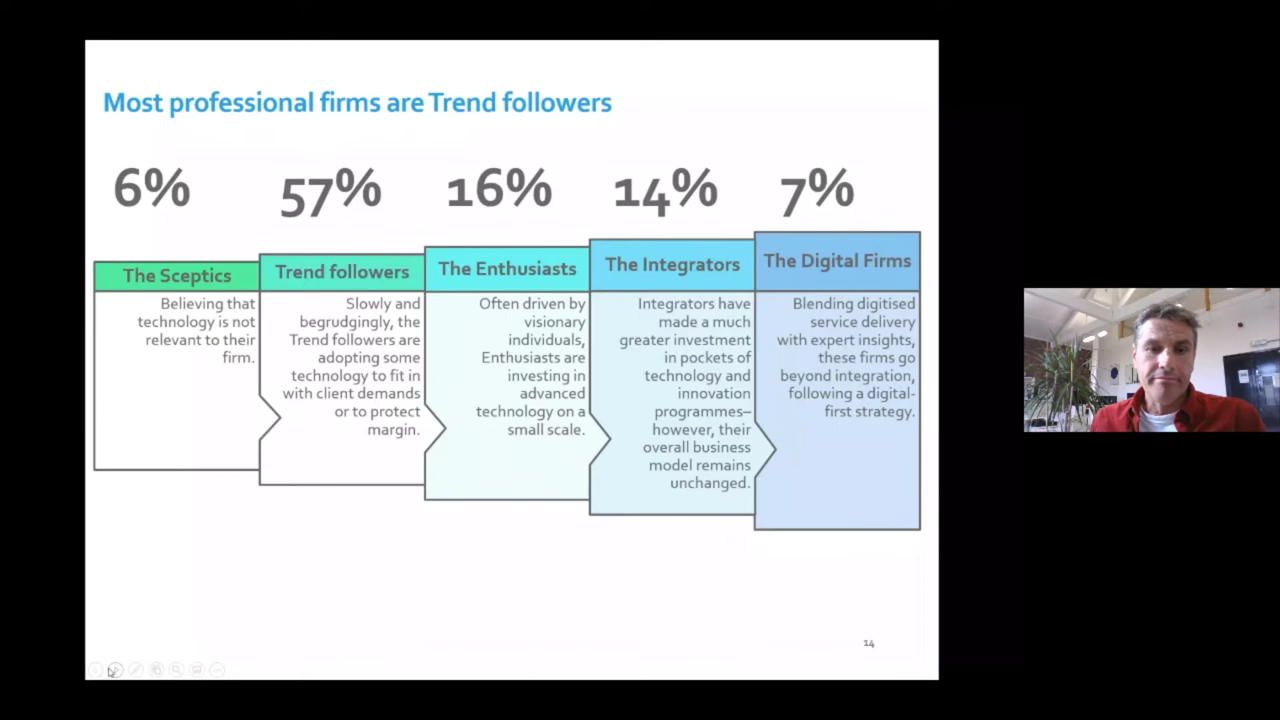 Most professional firms are Trend followers
6%
57%
16%
14%
7%
The Sceptics
Believing that
technology is not
relevant to their
firm.
Trend followers
Slowly and
begrudgingly, the
Trend followers are
adopting some
technology to fit in
with client demands
or to protect
margin.
The Enthusiasts
Often driven by
visionary
individuals,
Enthusiasts are
investing in
advanced
technology on a
small scale.
The Integrators
Integrators have
made a much
greater investment
in pockets of
technology and
innovation
programmes–
however, their
overall business
model remains
unchanged.
The Digital Firms
Blending digitised
service delivery
with expert insights,
these firms go
beyond integration,
following a digital-
first strategy.
14